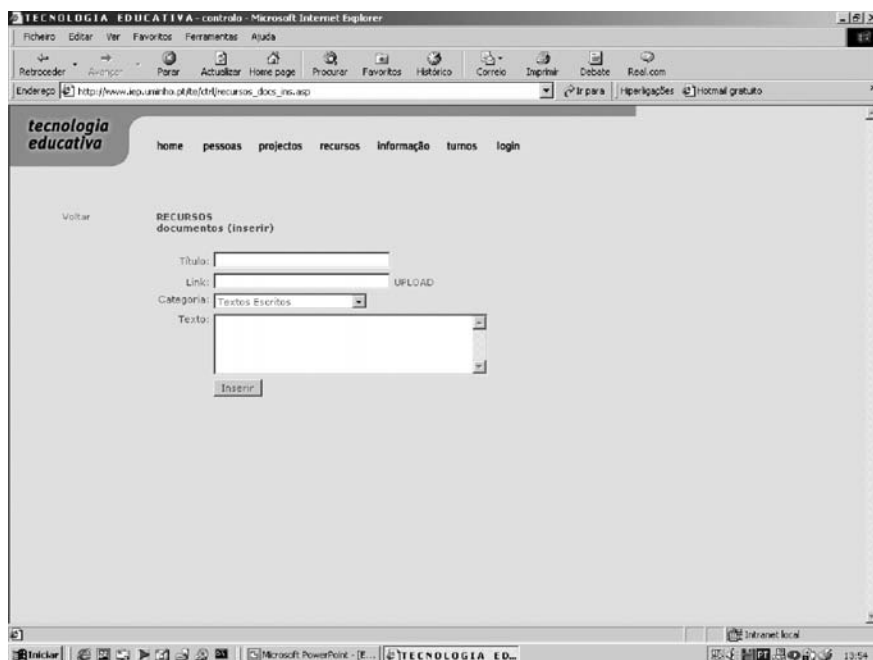 TECNOLOGIA EDUCATIVA - controlo - Microsoft Internet Explorer
Ficheiro Editar Ver Favoritos Ferramentas Ajuda
Retroceder Avançar Parar Actualizar Home page Procurar Favoritos Histórico Correio Imprimir Debate Real.com
Endereço http://www.iep.uminho.pt/te/ctrl/recursos_docs_ins.asp Ir para Hiperligações Hotmail gratuito
tecnologia
educativa
home pessoas projectos recursos informação turnos login
Voltar
RECURSOS
documentos (inserir)
Título:
Link: UPLOAD
Categoria: Textos Escritos
Texto:
Inserir
Intranet local
Iniciar Microsoft PowerPoint - [E... TECNOLOGIA ED... PT 13:54